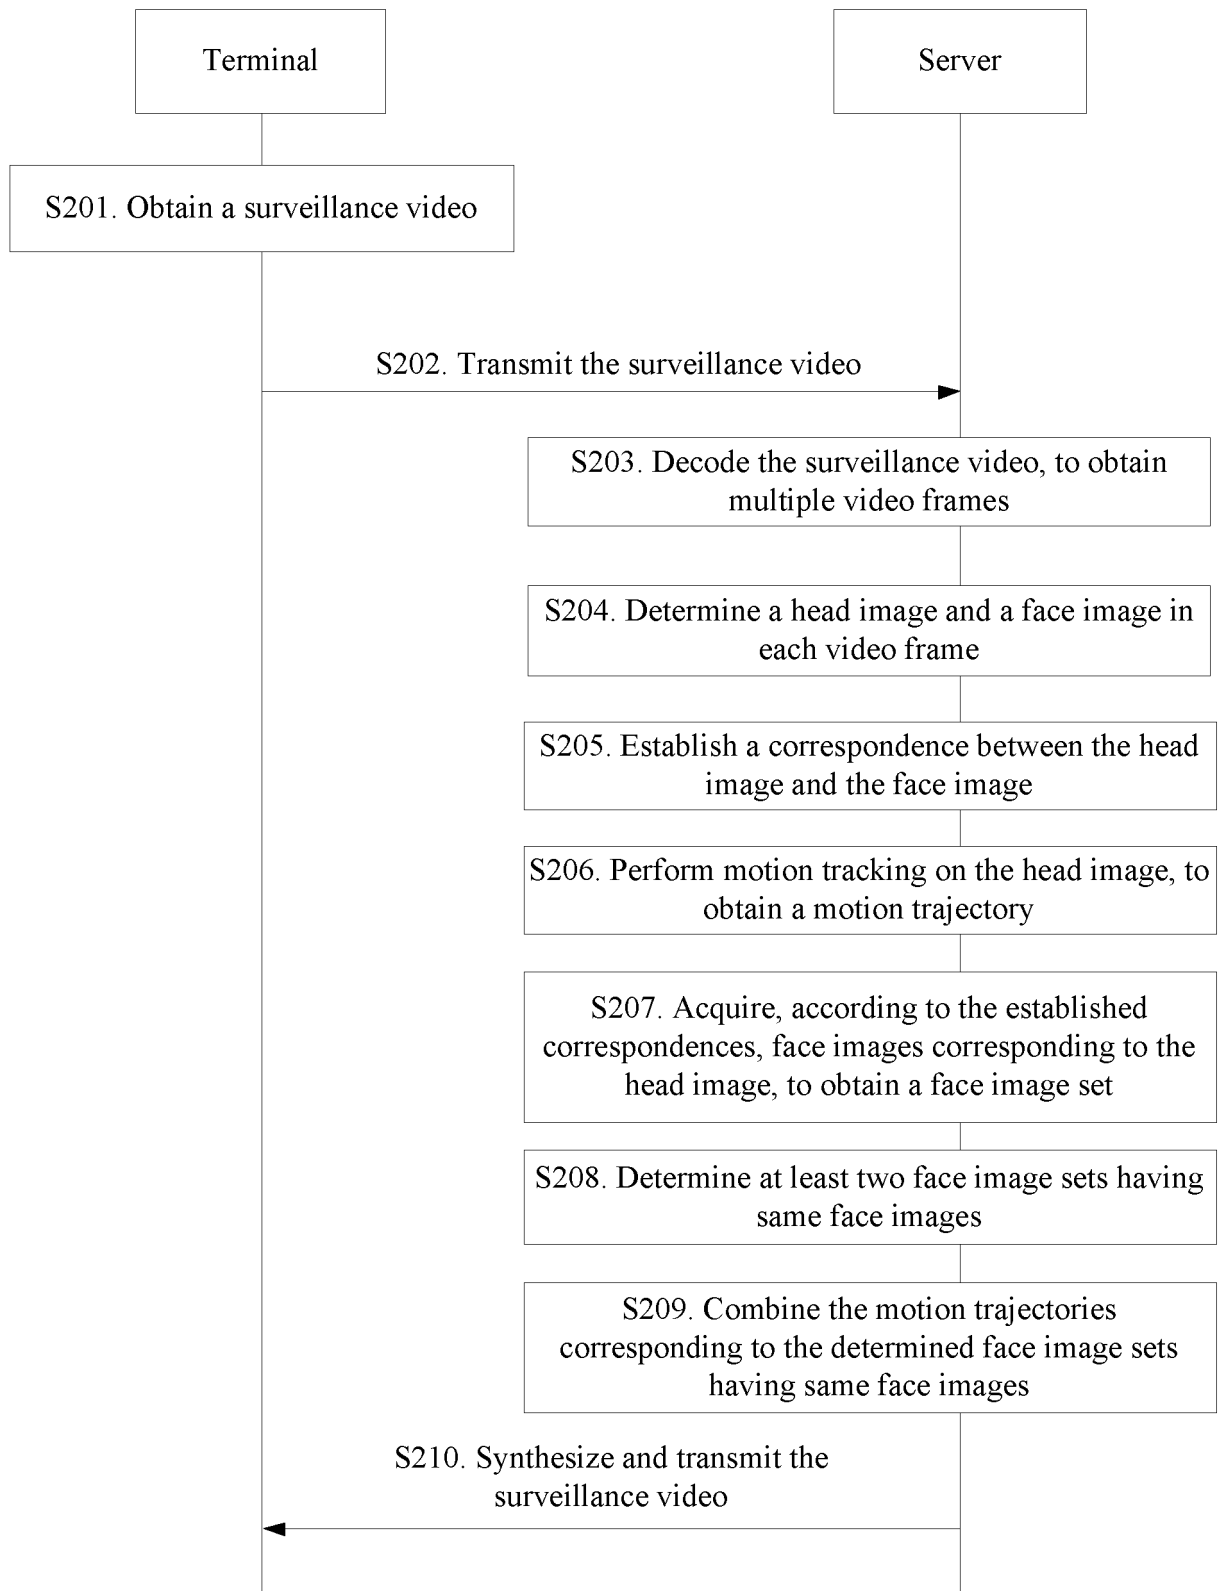 Terminal
Server
S201. Obtain a surveillance video
S202. Transmit the surveillance video
S203. Decode the surveillance video, to obtain
multiple video frames
S204. Determine a head image and a face image in
each video frame
S205. Establish a correspondence between the head
image and the face image
S206. Perform motion tracking on the head image, to
obtain a motion trajectory
S207. Acquire, according to the established
correspondences, face images corresponding to the
head image, to obtain a face image set
S208. Determine at least two face image sets having
same face images
S209. Combine the motion trajectories
corresponding to the determined face image sets
having same face images
S210. Synthesize and transmit the
surveillance video